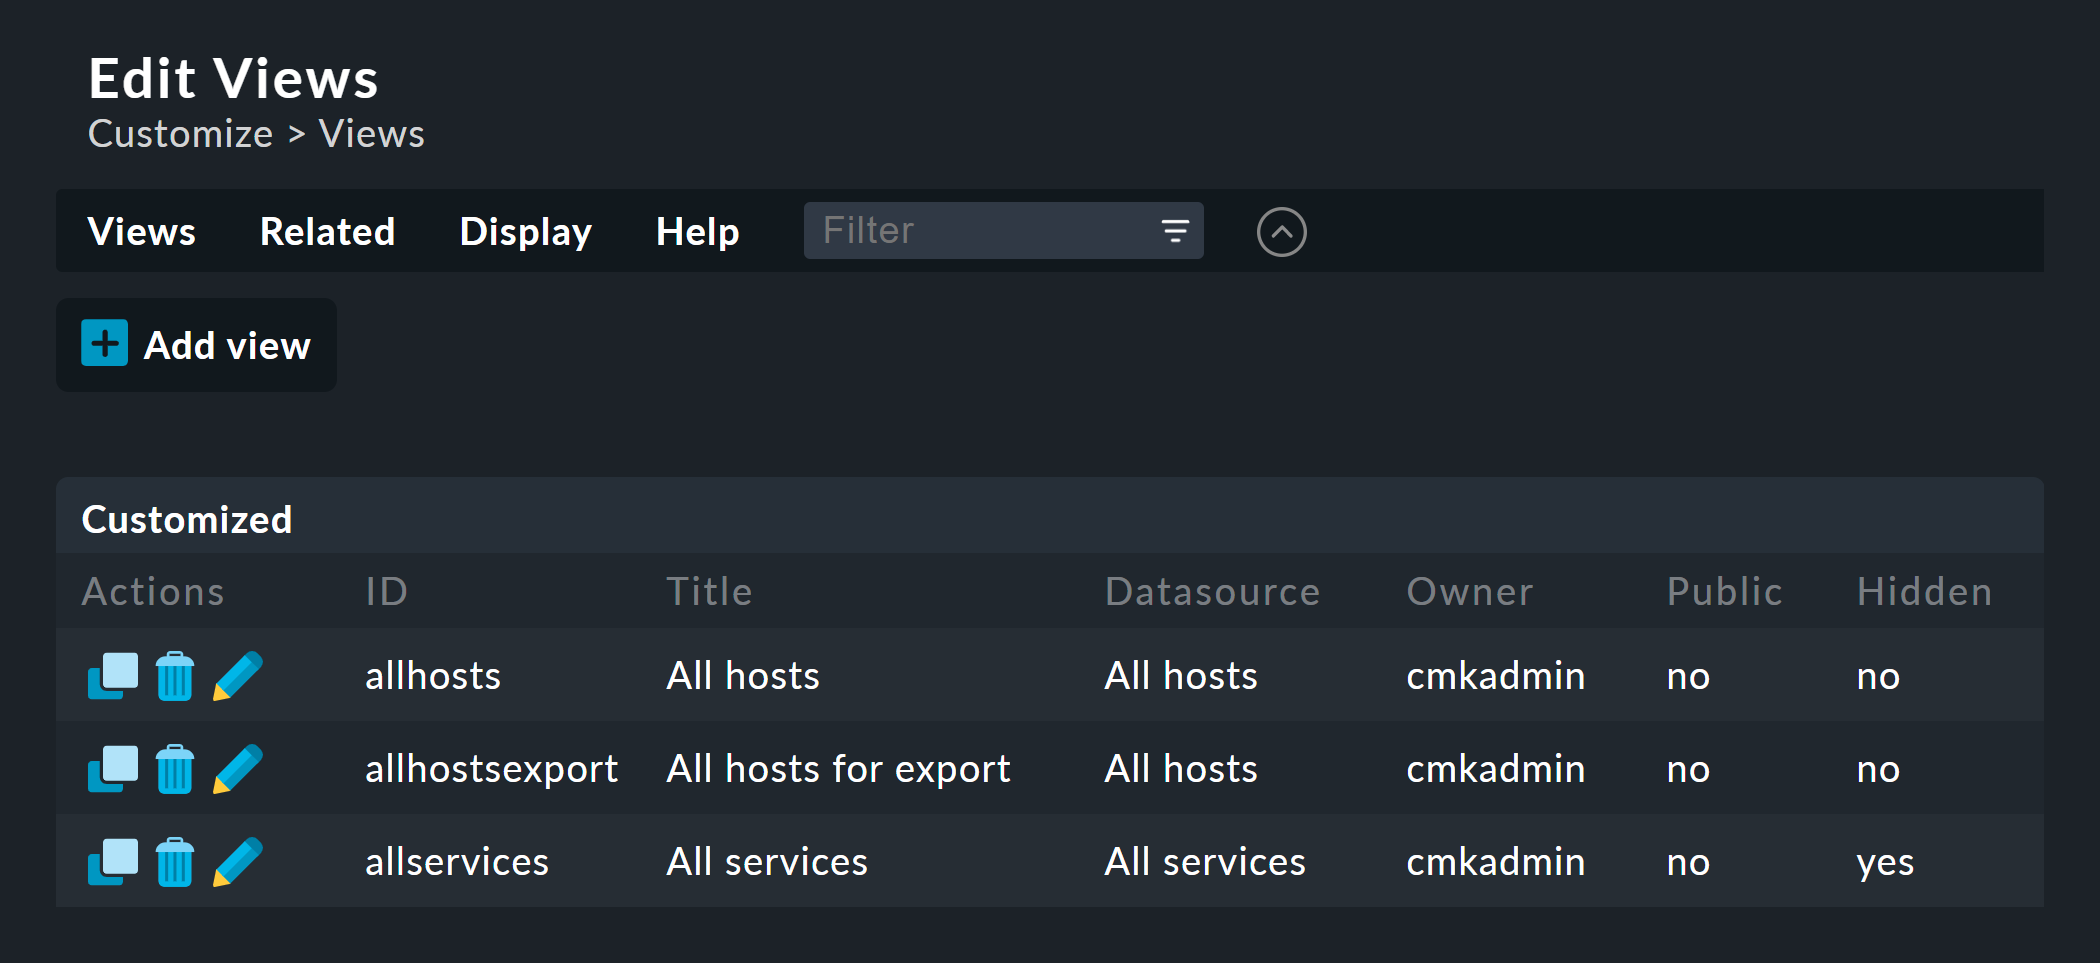 Edit Views
Customize > Views
Views Related Display Help Filter
Add view
Customized
Actions ID Title Datasource Owner Public Hidden
allhosts All hosts All hosts cmkadmin no no
allhostsexport All hosts for export All hosts cmkadmin no no
allservices All services All services cmkadmin no yes